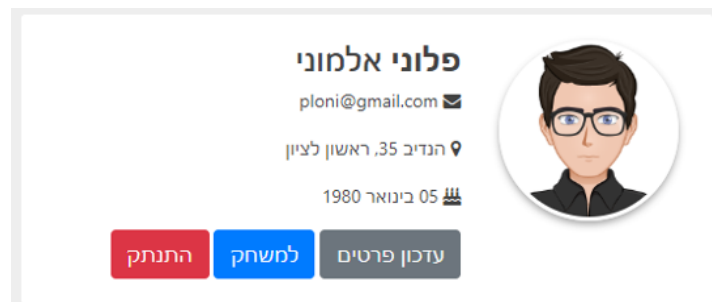 פלוני אלמוני
ploni@gmail.com
הנדיב 35, ראשון לציון
05 בינואר 1980
עדכון פרטים למשחק התנתק